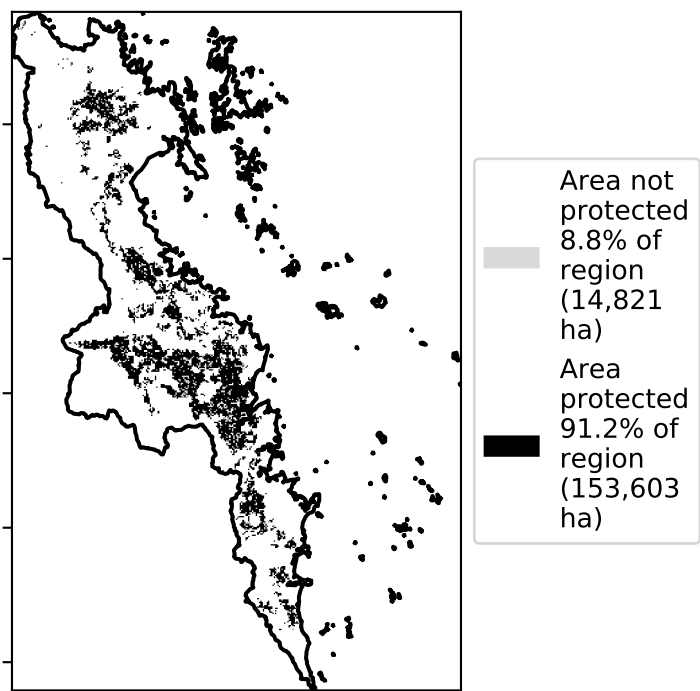 Area not
protected
8.8% of
region
(14,821
ha)
Area
protected
91.2% of
region
(153,603
ha)